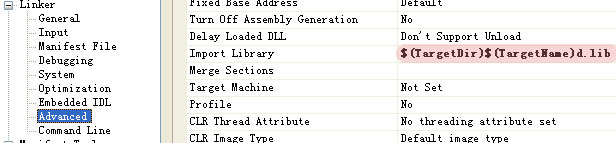 Linker
General
Input
Manifest File
Debugging
System
Optimization
Embedded IDL
Advanced
Command Line
Fixed Base Address Default
Turn Off Assembly Generation No
Delay Loaded DLL Don't Support Unload
Import Library $(TargetDir)$(TargetName)d.lib
Merge Sections
Target Machine Not Set
Profile No
CLR Thread Attribute No threading attribute set
CLR Image Type Default image type